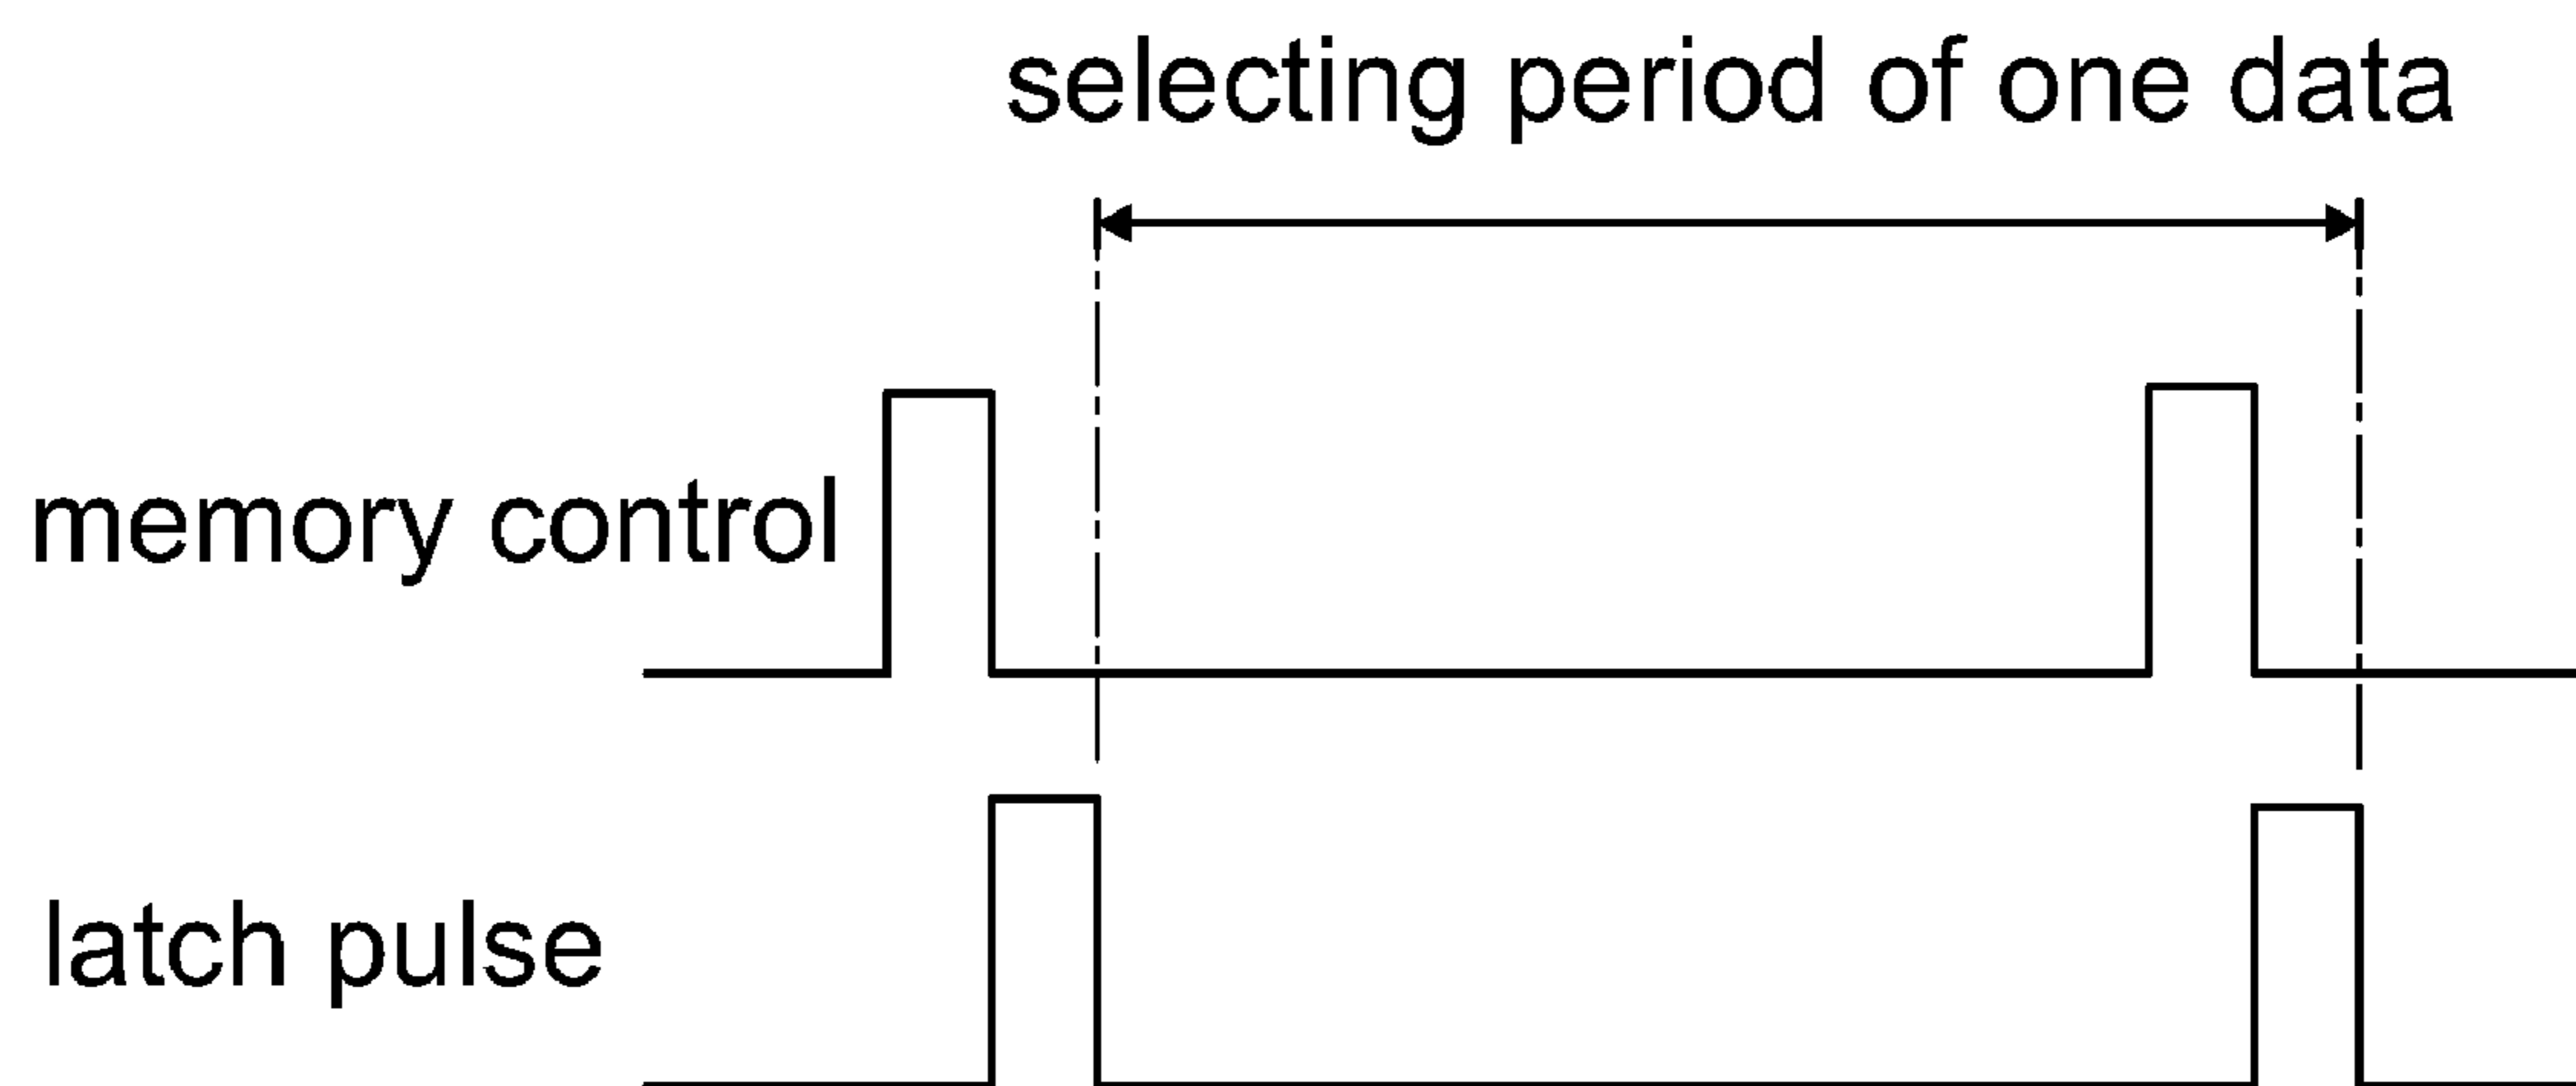 selecting period of one data
memory control
latch pulse